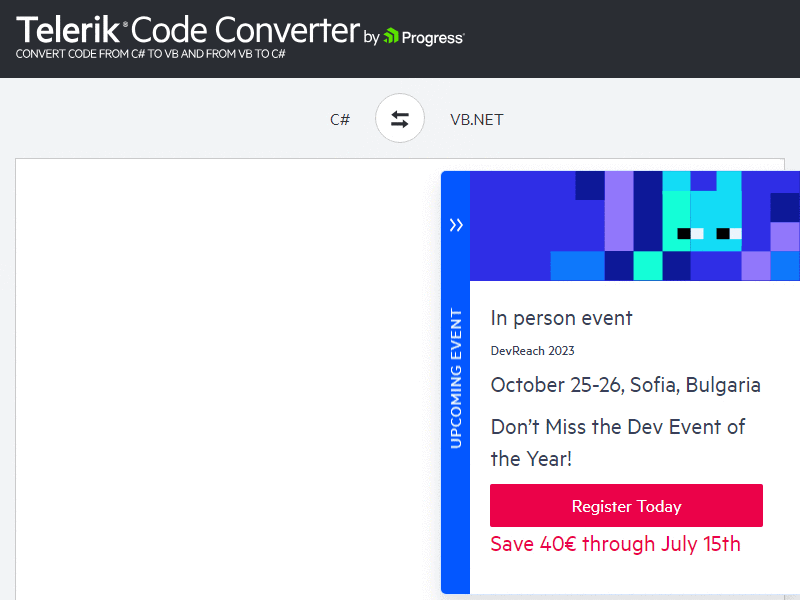 Telerik® Code Converter by Progress®
CONVERT CODE FROM C# TO VB AND FROM VB TO C#
C#
VB.NET
UPCOMING EVENT
In person event
DevReach 2023
October 25-26, Sofia, Bulgaria
Don’t Miss the Dev Event of
the Year!
Register Today
Save 40€ through July 15th